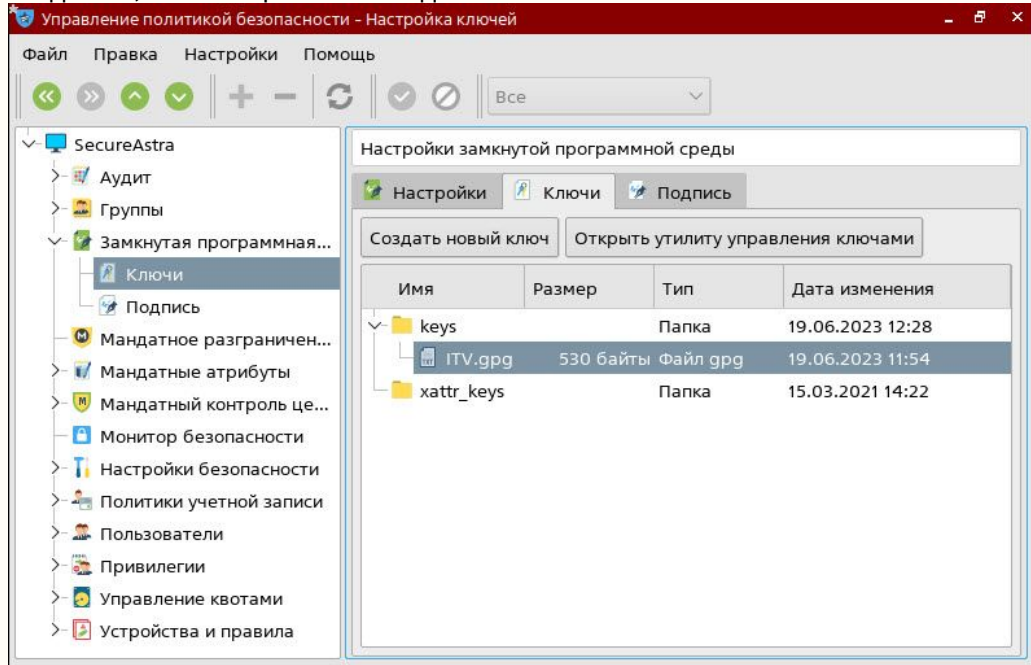 Управление политикой безопасности - Настройка ключей
Файл Правка Настройки Помощь
Все
SecureAstra
Аудит
Группы
Замкнутая программная...
Ключи
Подпись
Мандатное разграничен...
Мандатные атрибуты
Мандатный контроль це...
Монитор безопасности
Настройки безопасности
Политики учетной записи
Пользователи
Привилегии
Управление квотами
Устройства и правила
Настройки замкнутой программной среды
Настройки Ключи Подпись
Создать новый ключ Открыть утилиту управления ключами
Имя Размер Тип Дата изменения
keys Папка 19.06.2023 12:28
ITV.gpg 530 байты Файл gpg 19.06.2023 11:54
xattr_keys Папка 15.03.2021 14:22